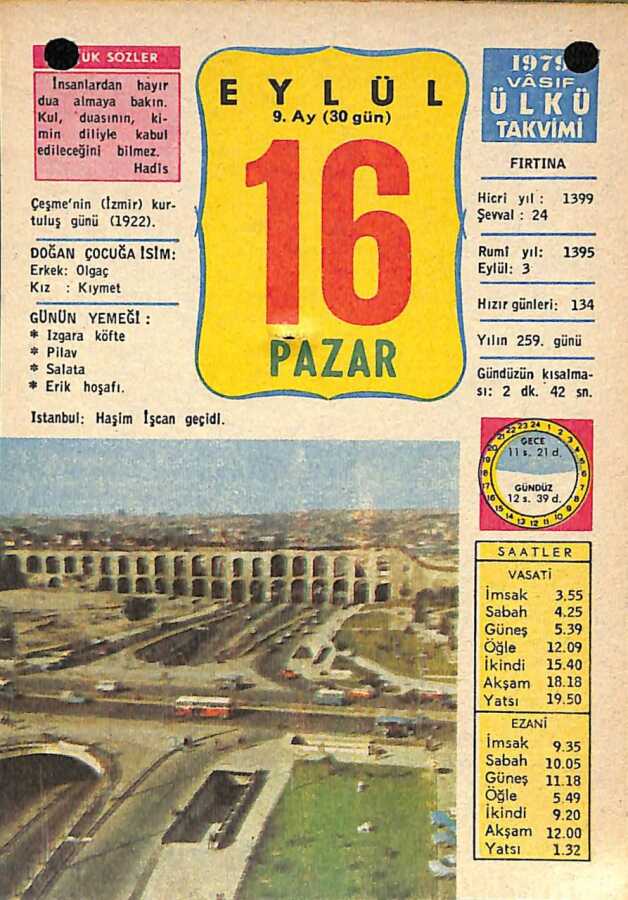 ÜK SÖZLER
İnsanlardan hayır
dua almaya bakın.
Kul, duasının, ki-
min diliyle kabul
edileceğini bilmez.
Hadis
Çeşme'nin (İzmir) kur-
tuluş günü (1922).
DOĞAN ÇOCUĞA İSİM:
Erkek: Olgaç
Kız : Kıymet
GÜNÜN YEMEĞİ :
* Izgara köfte
* Pilav
* Salata
* Erik hoşafı.
İstanbul: Haşim İşcan geçidi.
EYLÜL
9. Ay (30 gün)
16
PAZAR
1979
VÂSIF
ÜLKÜ
TAKVİMİ
FIRTINA
Hicrî yıl : 1399
Şevval : 24
Rumî yıl: 1395
Eylül: 3
Hızır günleri: 134
Yılın 259. günü
Gündüzün kısalma-
sı: 2 dk. 42 sn.
GECE
11 s. 21 d.
GÜNDÜZ
12 s. 39 d.
SAATLER
VASATÎ
İmsak 3.55
Sabah 4.25
Güneş 5.39
Öğle 12.09
İkindi 15.40
Akşam 18.18
Yatsı 19.50
EZANÎ
İmsak 9.35
Sabah 10.05
Güneş 11.18
Öğle 5.49
İkindi 9.20
Akşam 12.00
Yatsı 1.32